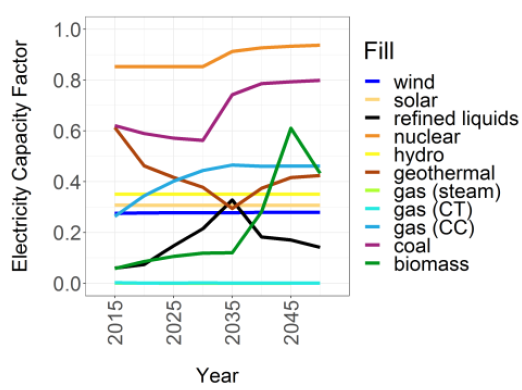 Electricity Capacity Factor
1.0
0.8
0.6
0.4
0.2
0.0
2015
2025
2035
2045
Year
Fill
wind
solar
refined liquids
nuclear
hydro
geothermal
gas (steam)
gas (CT)
gas (CC)
coal
biomass